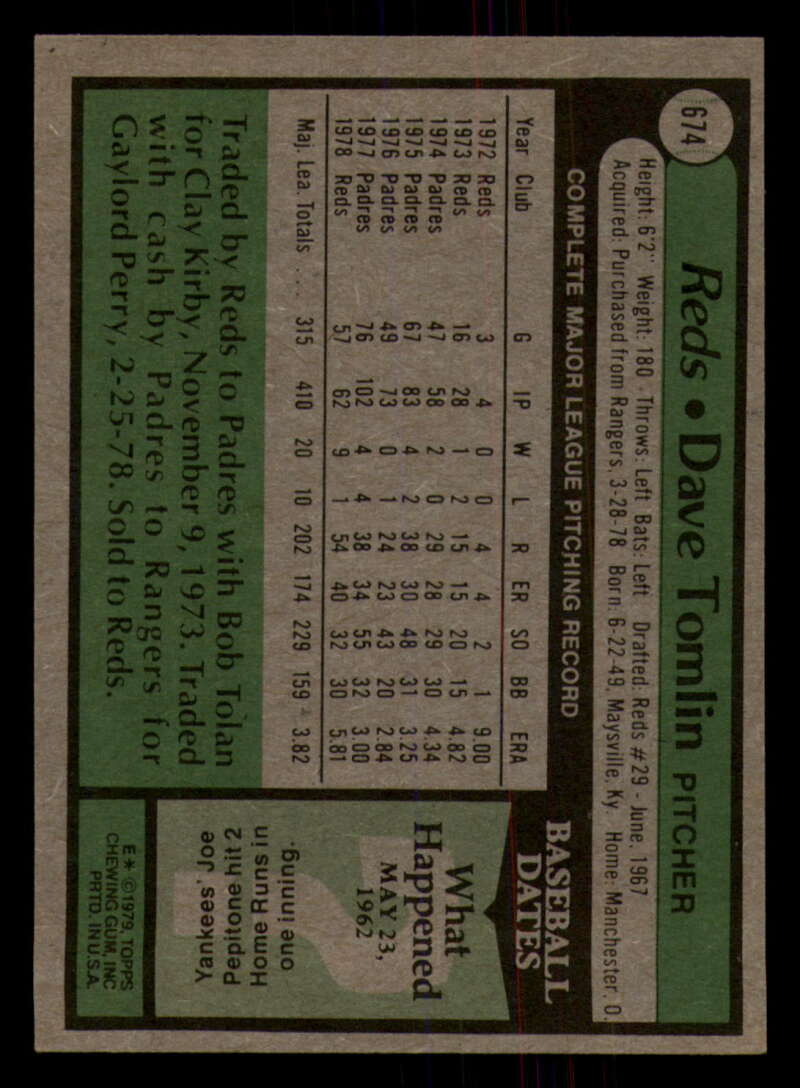 674
Reds • Dave Tomlin PITCHER
Height: 6'2" Weight: 180 Throws: Left Bats: Left Drafted: Reds #29 - June, 1967
Acquired: Purchased from Rangers, 3-28-78 Born: 6-22-49, Maysville, Ky. Home: Manchester, O.
COMPLETE MAJOR LEAGUE PITCHING RECORD
Year Club G IP W L R ER SO BB ERA
1972 Reds 3 4 0 0 4 4 2 1 9.00
1973 Reds 16 28 1 2 15 15 20 15 4.82
1974 Padres 47 58 2 0 29 28 29 30 4.34
1975 Padres 67 83 4 2 38 30 48 31 3.25
1976 Padres 49 73 0 1 24 23 43 20 2.84
1977 Padres 76 102 4 4 38 34 55 32 3.00
1978 Reds 57 62 9 1 54 40 32 30 5.81
Maj. Lea. Totals . . . 315 410 20 10 202 174 229 159 3.82
Traded by Reds to Padres with Bob Tolan
for Clay Kirby, November 9, 1973. Traded
with cash by Padres to Rangers for
Gaylord Perry, 2-25-78. Sold to Reds.
BASEBALL
DATES
What
Happened
MAY 23,
1962
Yankees' Joe
Pepitone hit 2
Home Runs in
one inning.
E* ©1979, TOPPS
CHEWING GUM, INC
PRTD. IN U.S.A.